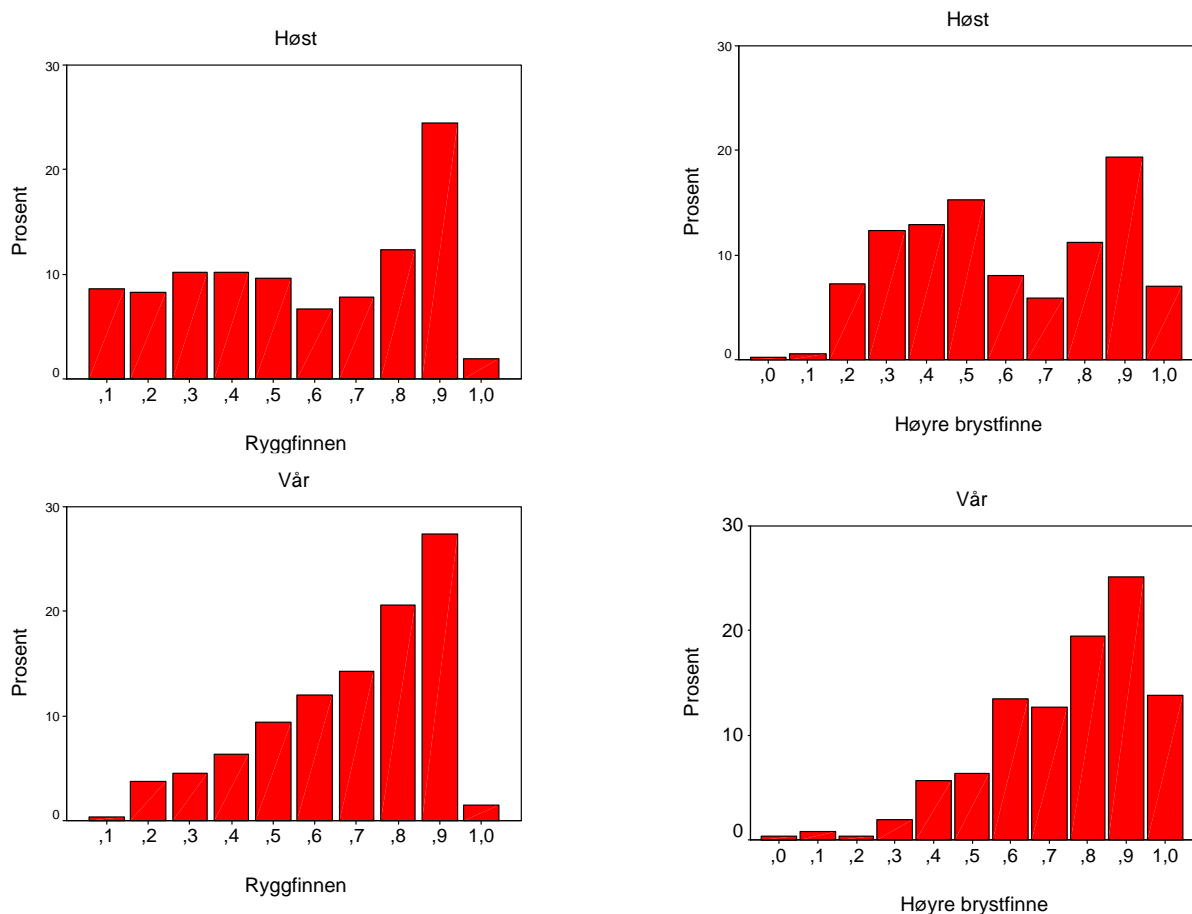 Høst
30
20
10
0
Prosent
,1 ,2 ,3 ,4 ,5 ,6 ,7 ,8 ,9 1,0
Ryggfinnen
Høst
30
20
10
0
Prosent
,0 ,1 ,2 ,3 ,4 ,5 ,6 ,7 ,8 ,9 1,0
Høyre brystfinne
Vår
30
20
10
0
Prosent
,1 ,2 ,3 ,4 ,5 ,6 ,7 ,8 ,9 1,0
Ryggfinnen
Vår
30
20
10
0
Prosent
,0 ,1 ,2 ,3 ,4 ,5 ,6 ,7 ,8 ,9 1,0
Høyre brystfinne